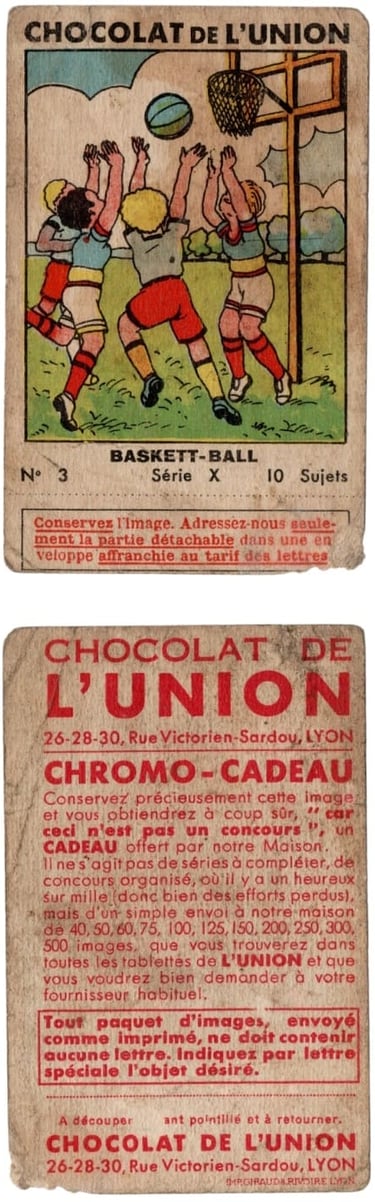 CHOCOLAT DE L'UNION
BASKETT-BALL
N° 3 Série X 10 Sujets
Conservez l'Image. Adressez-nous seule-
ment la partie détachable dans une en
veloppe affranchie au tarif des lettres
CHOCOLAT DE
L'UNION
26-28-30, Rue Victorien-Sardou, LYON
CHROMO-CADEAU
Conservez précieusement cette image
et vous obtiendrez à coup sûr, "car
ceci n'est pas un concours", un
CADEAU offert par notre Maison.
Il ne s'agit pas de séries à compléter, de
concours organisé, où il y a un heureux
sur mille (donc bien des efforts perdus),
mais d'un simple envoi à notre maison
de 40, 50, 60, 75, 100, 125, 150, 200, 250, 300,
500 images, que vous trouverez dans
toutes les tablettes de L'UNION et que
vous voudrez bien demander à votre
fournisseur habituel.
Tout paquet d'images, envoyé
comme imprimé, ne doit contenir
aucune lettre. Indiquez par lettre
spéciale l'objet désiré.
A découper ant pointillé et à retourner.
CHOCOLAT DE L'UNION
26-28-30, Rue Victorien-Sardou, LYON
IMP. GIRAUD & RIVOIRE LYON